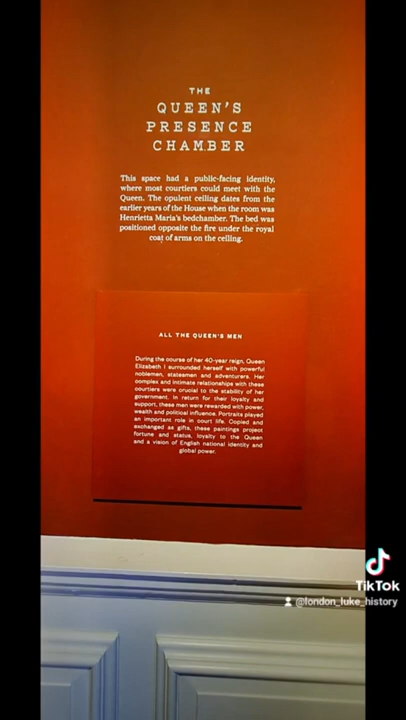 THE
QUEEN'S
PRESENCE
CHAMBER
This space had a public-facing identity,
where most courtiers could meet with the
Queen. The opulent ceiling dates from the
earlier years of the House when the room was
Henrietta Maria's bedchamber. The bed was
positioned opposite the fire under the royal
coat of arms on the ceiling.
ALL THE QUEEN'S MEN
During the course of her 40-year reign, Queen
Elizabeth I surrounded herself with powerful
noblemen, statesmen and adventurers. Her
complex and intimate relationships with these
courtiers were crucial to the stability of her
government. In return for their loyalty and
support, these men were rewarded with power,
wealth and political influence. Portraits played
an important role in court life. Copied and
exchanged as gifts, these paintings project
fortune and status, loyalty to the Queen
and a vision of English national identity and
global power.
TikTok
@london_luke_history